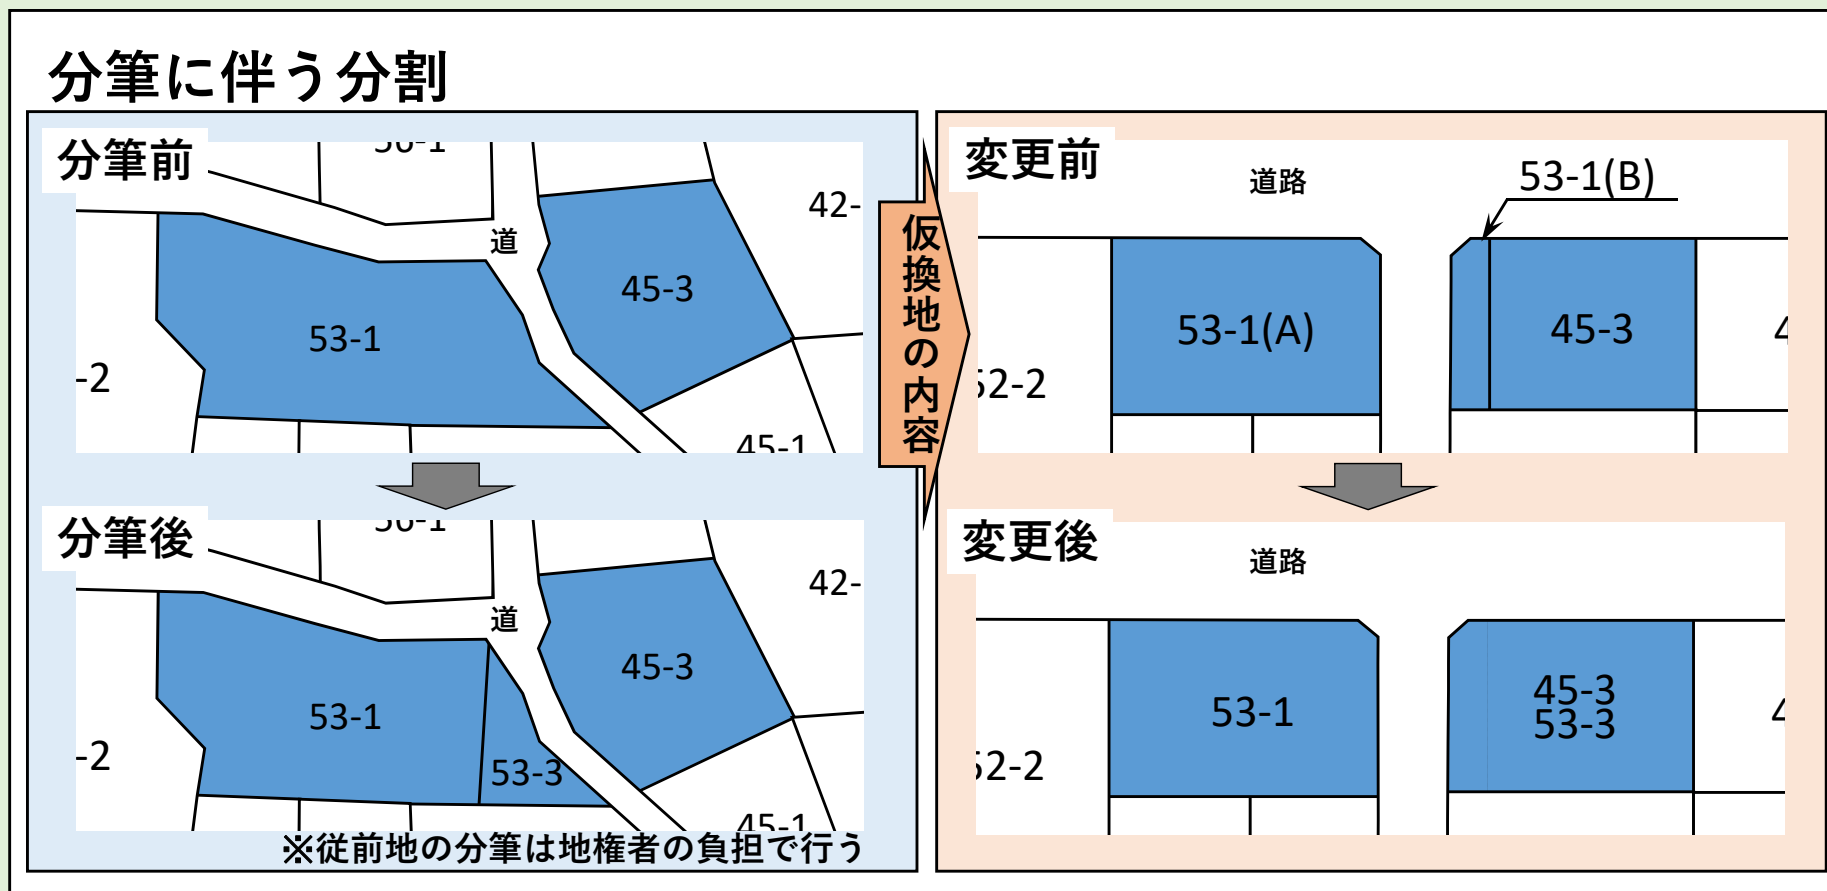 分筆に伴う分割
分筆前
道
42-
45-3
53-1
-2
45-1
分筆後
道
42-
45-3
53-1
53-3
-2
45-1
※従前地の分筆は地権者の負担で行う
仮換地の内容
変更前
道路
53-1(B)
53-1(A)
45-3
52-2
変更後
道路
53-1
45-3
53-3
52-2